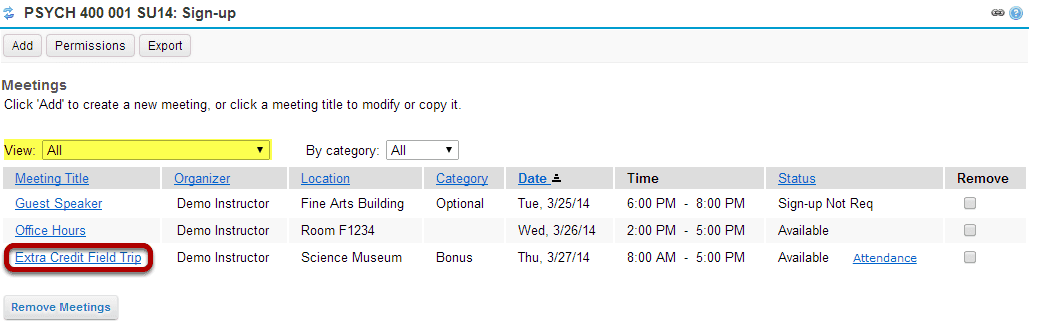 PSYCH 400 001 SU14: Sign-up
Add Permissions Export
Meetings
Click 'Add' to create a new meeting, or click a meeting title to modify or copy it.
View: All By category: All
Meeting Title Organizer Location Category Date Time Status Remove
Guest Speaker Demo Instructor Fine Arts Building Optional Tue, 3/25/14 6:00 PM - 8:00 PM Sign-up Not Req
Office Hours Demo Instructor Room F1234 Wed, 3/26/14 2:00 PM - 5:00 PM Available
Extra Credit Field Trip Demo Instructor Science Museum Bonus Thu, 3/27/14 8:00 AM - 5:00 PM Available Attendance
Remove Meetings